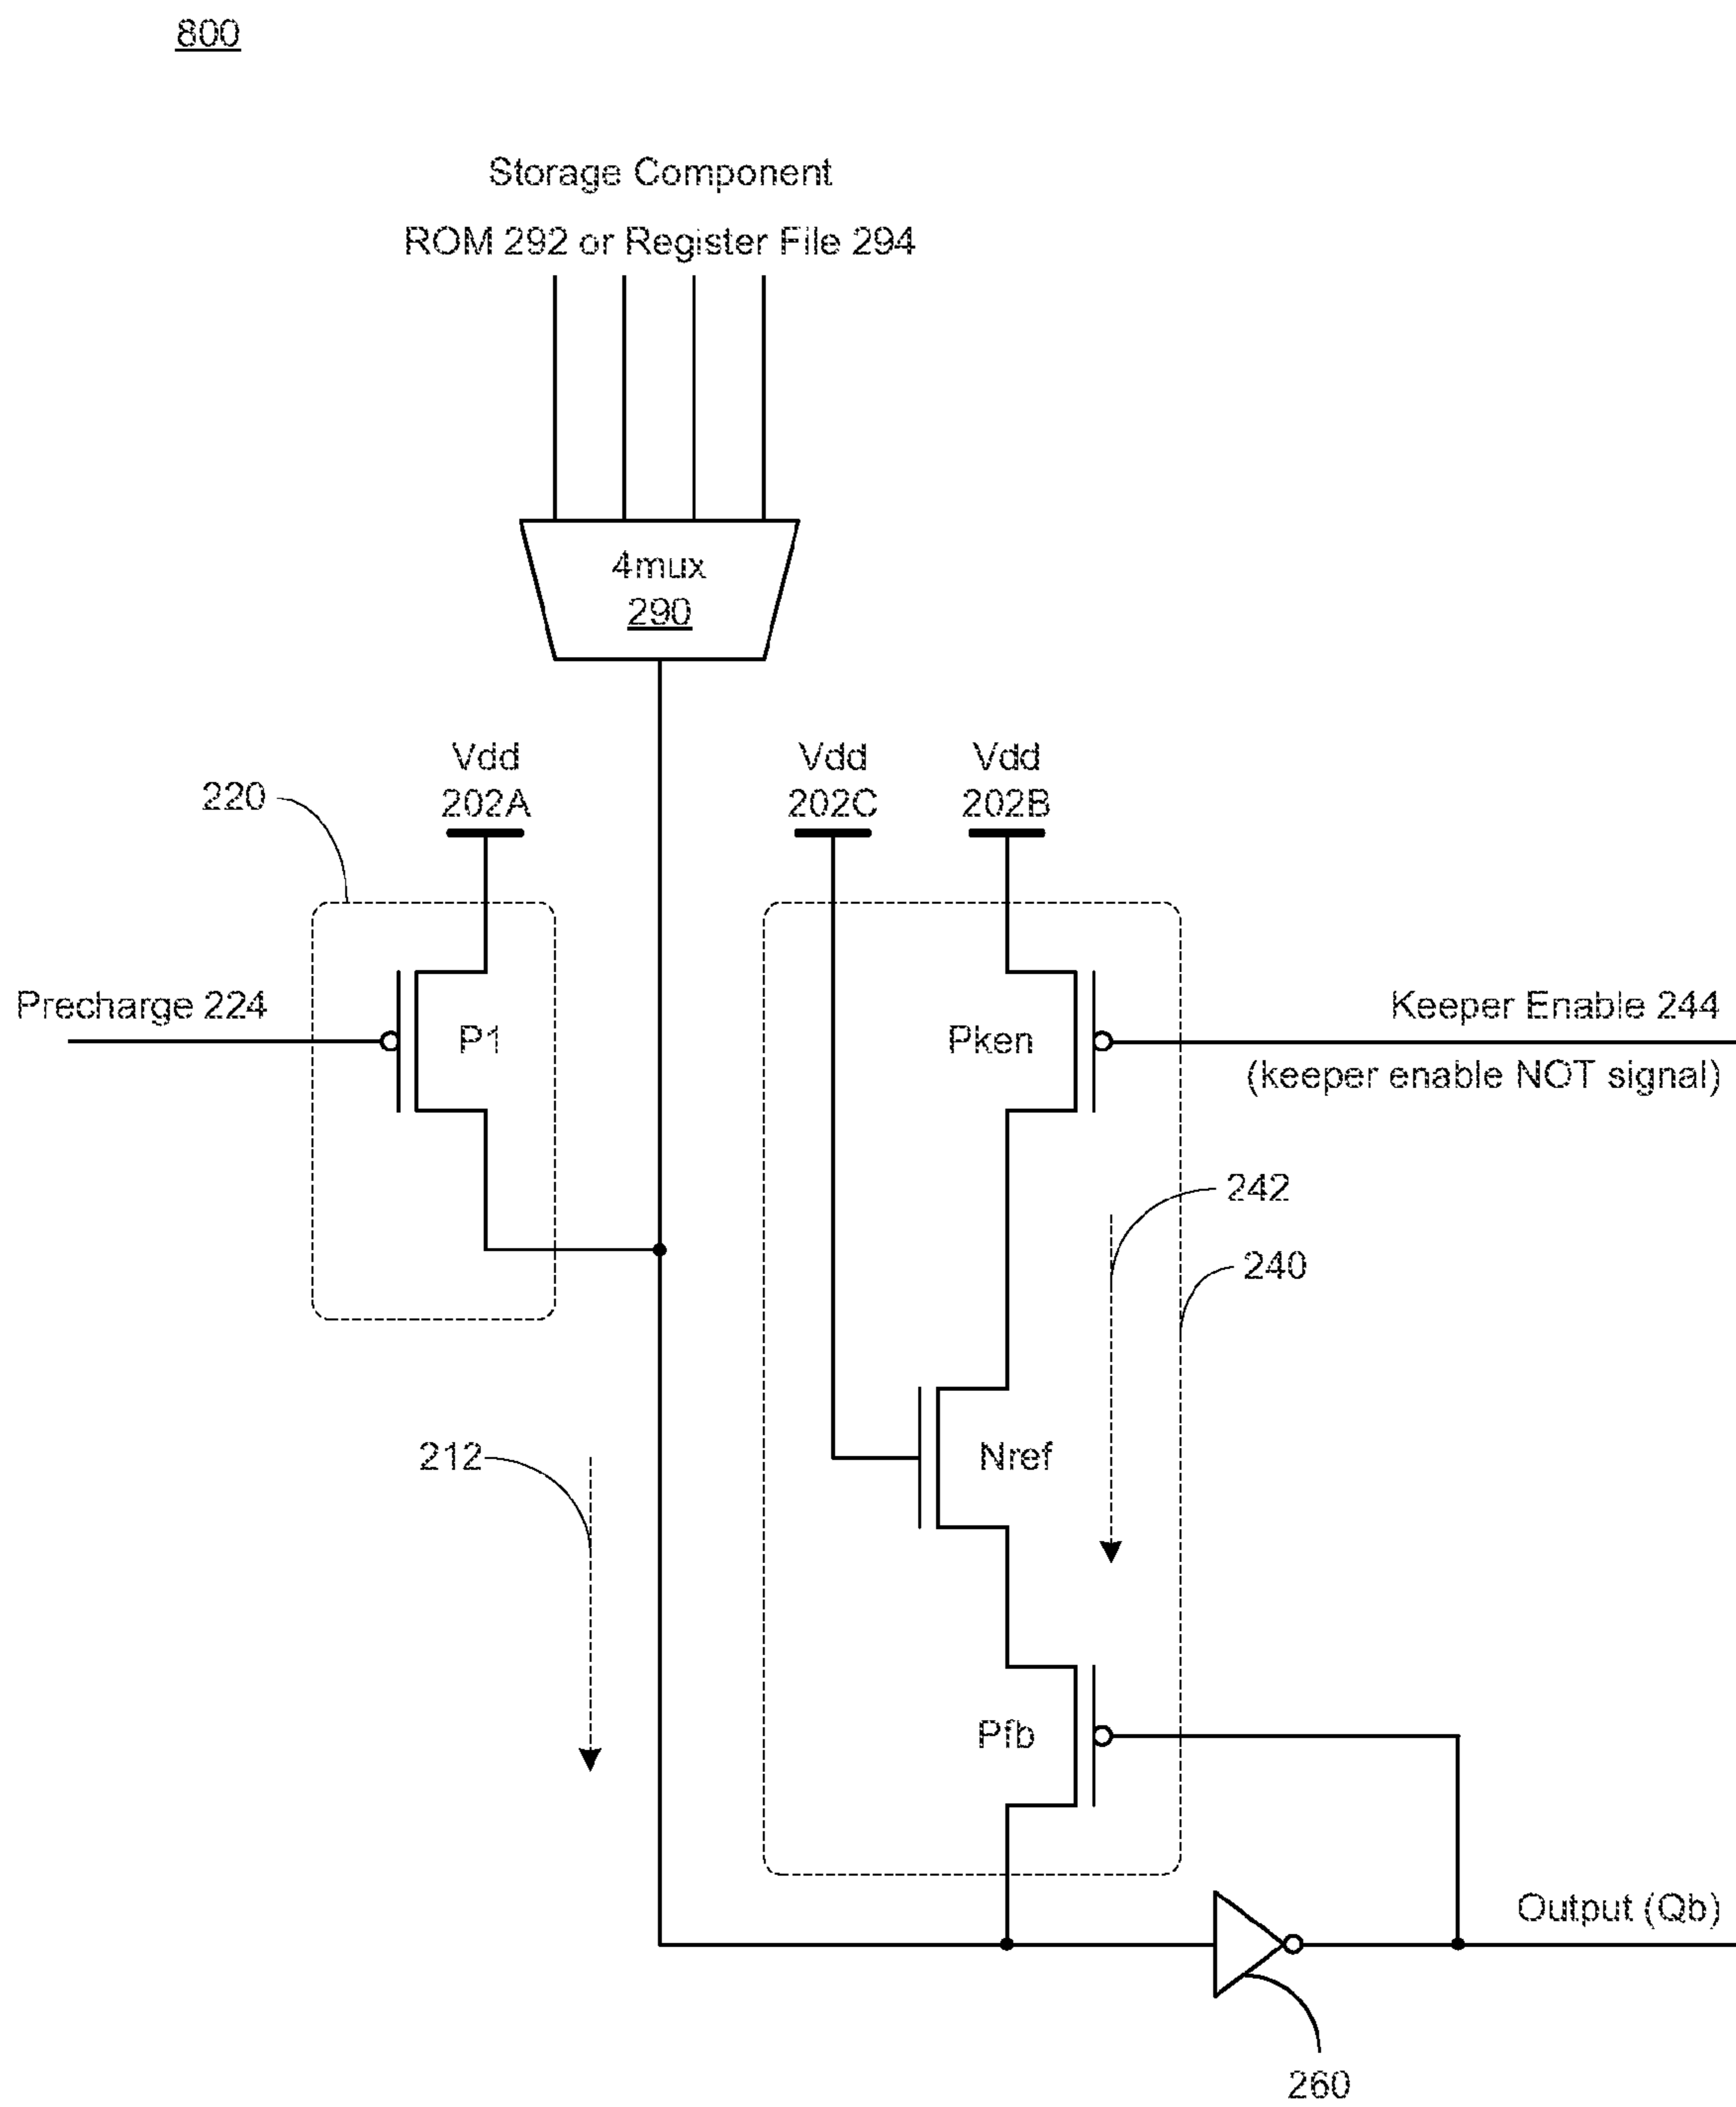 800
Storage Component
ROM 292 or Register File 294
4mux
290
Vdd
202A
Vdd
202C
Vdd
202B
220
Precharge 224
P1
Pken
Keeper Enable 244
(keeper enable NOT signal)
242
240
212
Nref
Pfb
Output (Qb)
260